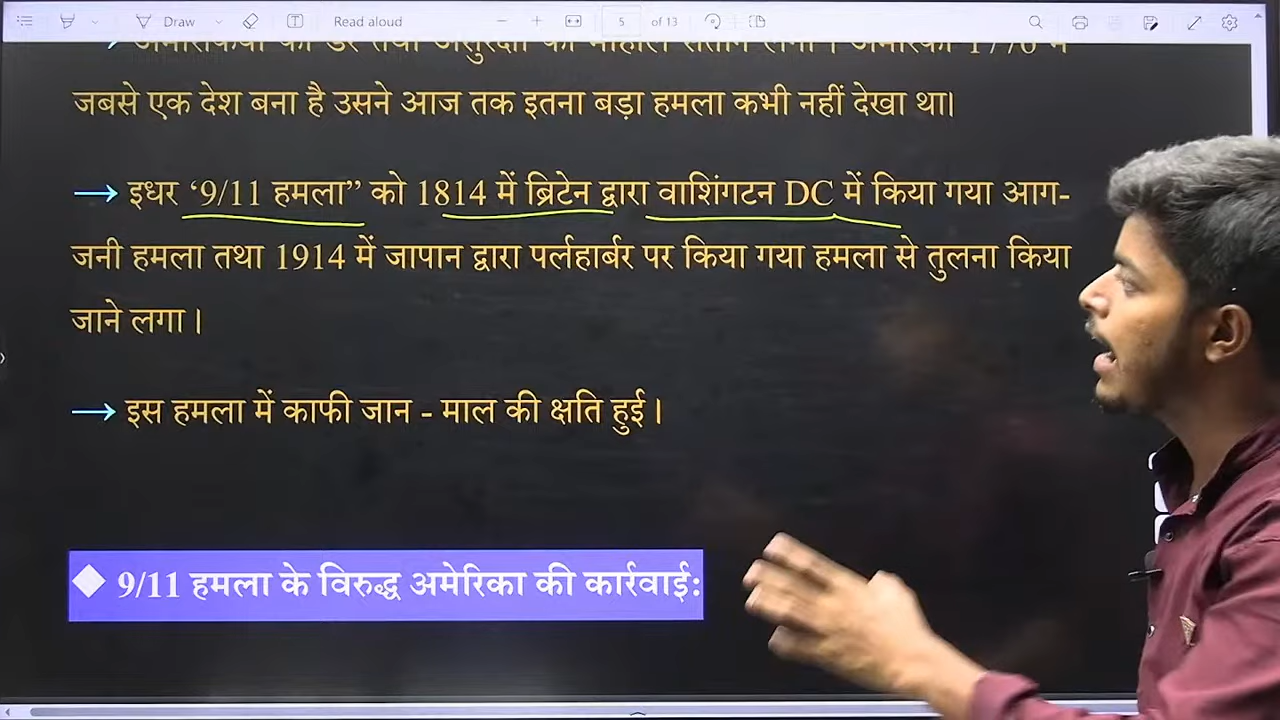 Draw
Read aloud
5 of 13
जबसे एक देश बना है उसने आज तक इतना बड़ा हमला कभी नहीं देखा था।
→ इधर ‘9/11 हमला” को 1814 में ब्रिटेन द्वारा वाशिंगटन DC में किया गया आग-
जनी हमला तथा 1914 में जापान द्वारा पर्लहार्बर पर किया गया हमला से तुलना किया
जाने लगा ।
→ इस हमला में काफी जान - माल की क्षति हुई ।
◆ 9/11 हमला के विरुद्ध अमेरिका की कार्रवाई: